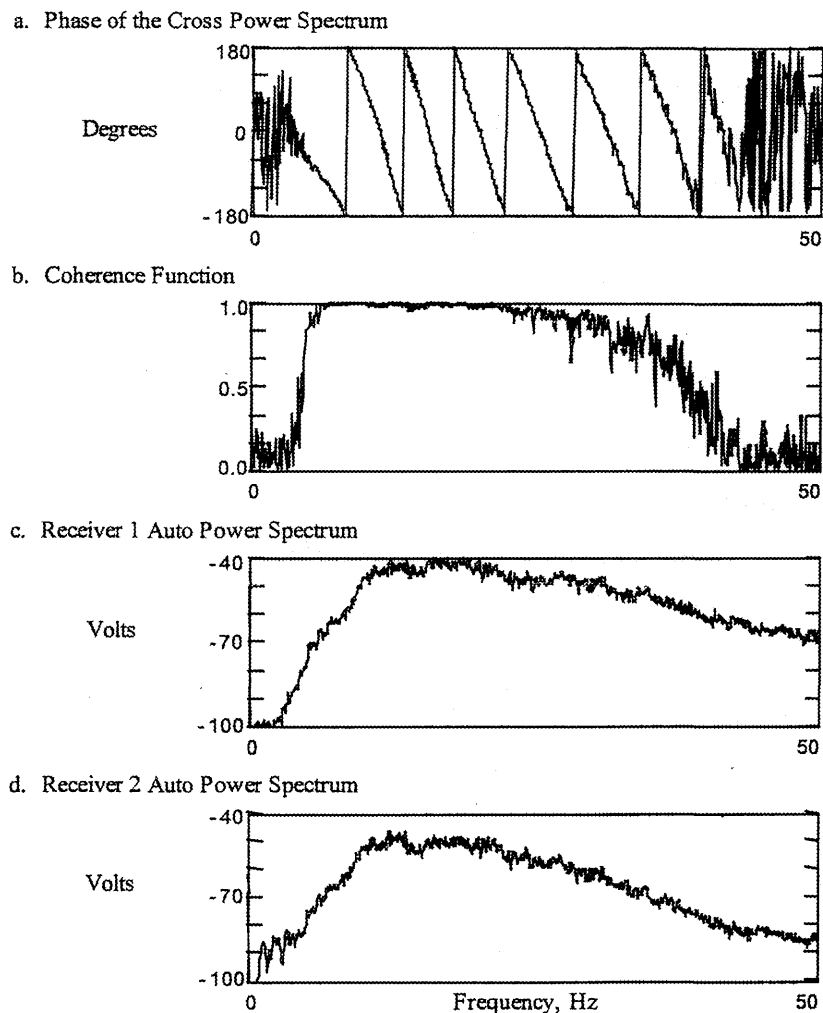 a. Phase of the Cross Power Spectrum
180
Degrees
0
-180
0
50
b. Coherence Function
1.0
0.5
0.0
0
50
c. Receiver 1 Auto Power Spectrum
-40
Volts
-70
-100
0
50
d. Receiver 2 Auto Power Spectrum
-40
Volts
-70
-100
0
Frequency, Hz
50